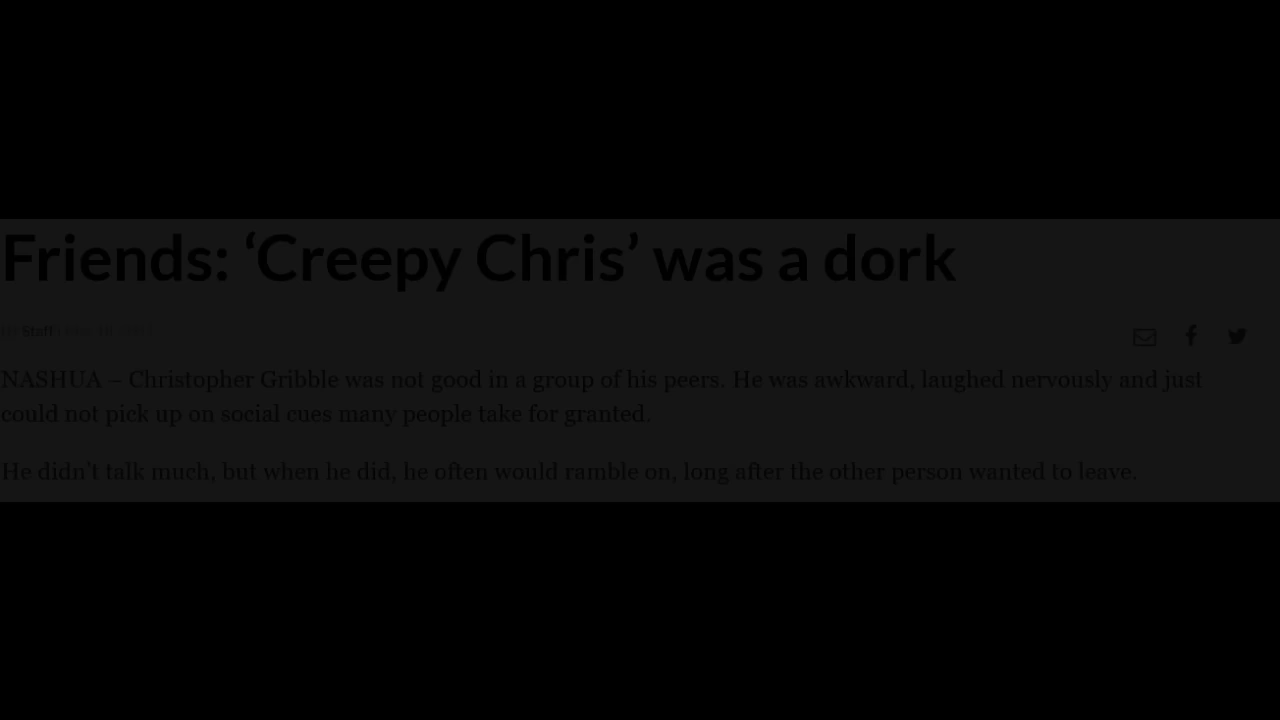 Friends: ‘Creepy Chris’ was a dork
Staff
NASHUA – Christopher Gribble was not good in a group of his peers. He was awkward, laughed nervously and just
could not pick up on social cues many people take for granted.
He didn’t talk much, but when he did, he often would ramble on, long after the other person wanted to leave.